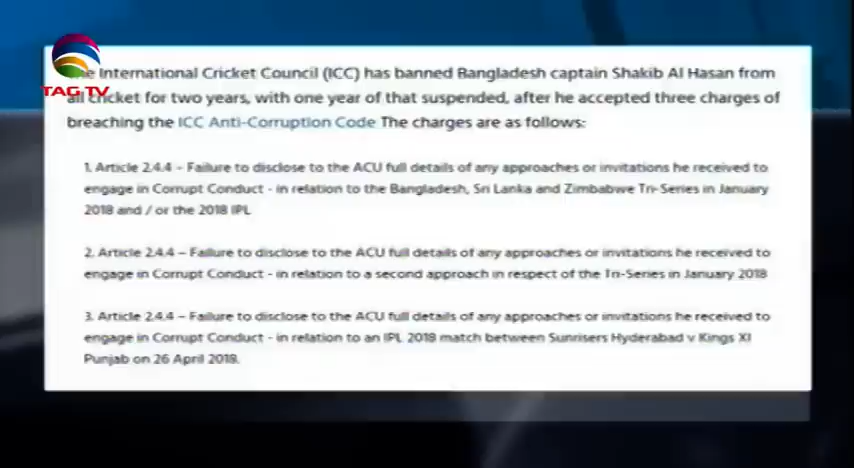 TAG TV
The International Cricket Council (ICC) has banned Bangladesh captain Shakib Al Hasan from
all cricket for two years, with one year of that suspended, after he accepted three charges of
breaching the ICC Anti-Corruption Code The charges are as follows:
1. Article 2.4.4 – Failure to disclose to the ACU full details of any approaches or invitations he received to
engage in Corrupt Conduct - in relation to the Bangladesh, Sri Lanka and Zimbabwe Tri-Series in January
2018 and / or the 2018 IPL
2. Article 2.4.4 – Failure to disclose to the ACU full details of any approaches or invitations he received to
engage in Corrupt Conduct - in relation to a second approach in respect of the Tri-Series in January 2018
3. Article 2.4.4 – Failure to disclose to the ACU full details of any approaches or invitations he received to
engage in Corrupt Conduct - in relation to an IPL 2018 match between Sunrisers Hyderabad v Kings XI
Punjab on 26 April 2018.